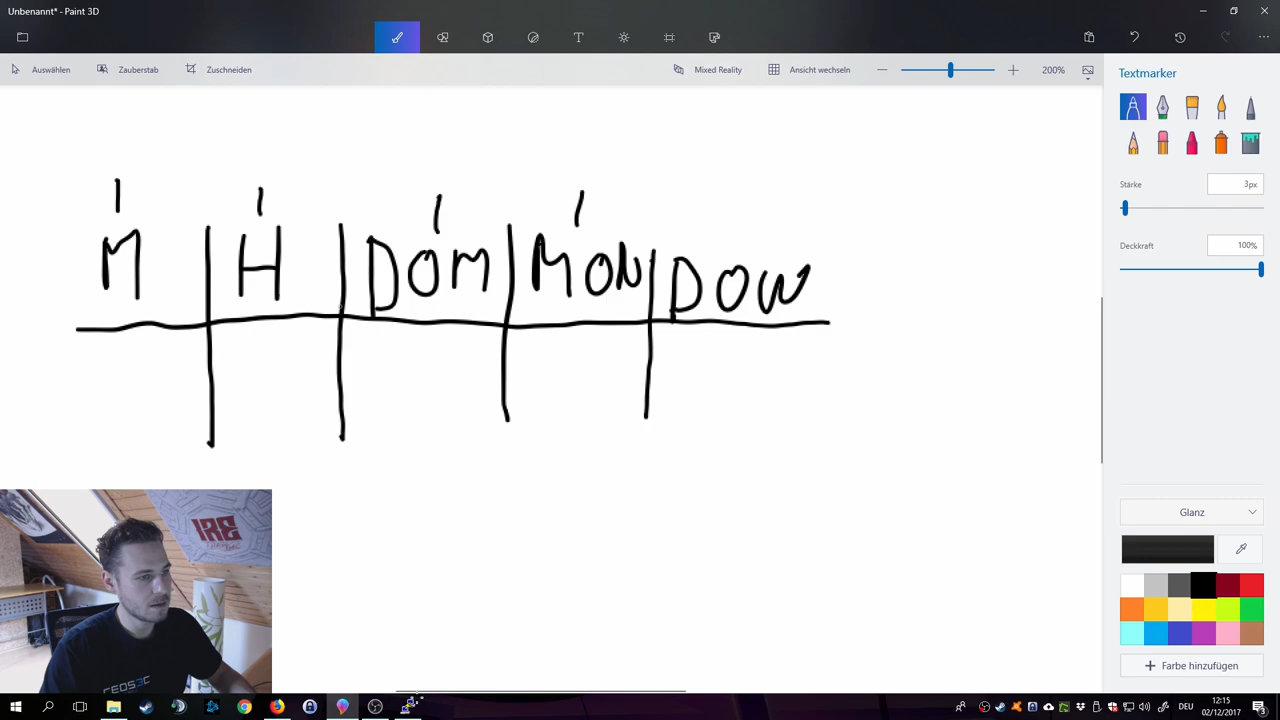 Unbenannt* - Paint 3D
Auswählen Zauberstab Zuschneiden Mixed Reality Ansicht wechseln 200%
Textmarker
Stärke 3px
Deckkraft 100%
M H DOM MON DOW
Glanz
Farbe hinzufügen
CEOS3C
DEU 12:15
02/12/2017